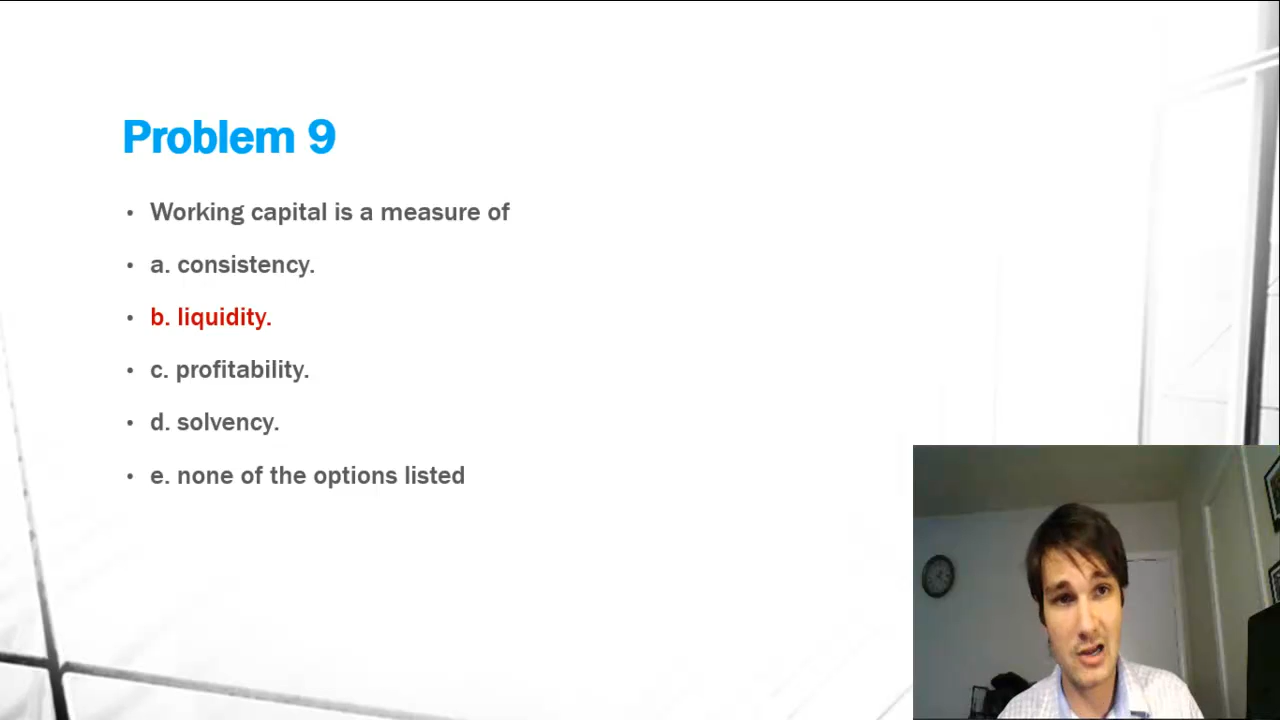 Problem 9
• Working capital is a measure of
• a. consistency.
• b. liquidity.
• c. profitability.
• d. solvency.
• e. none of the options listed